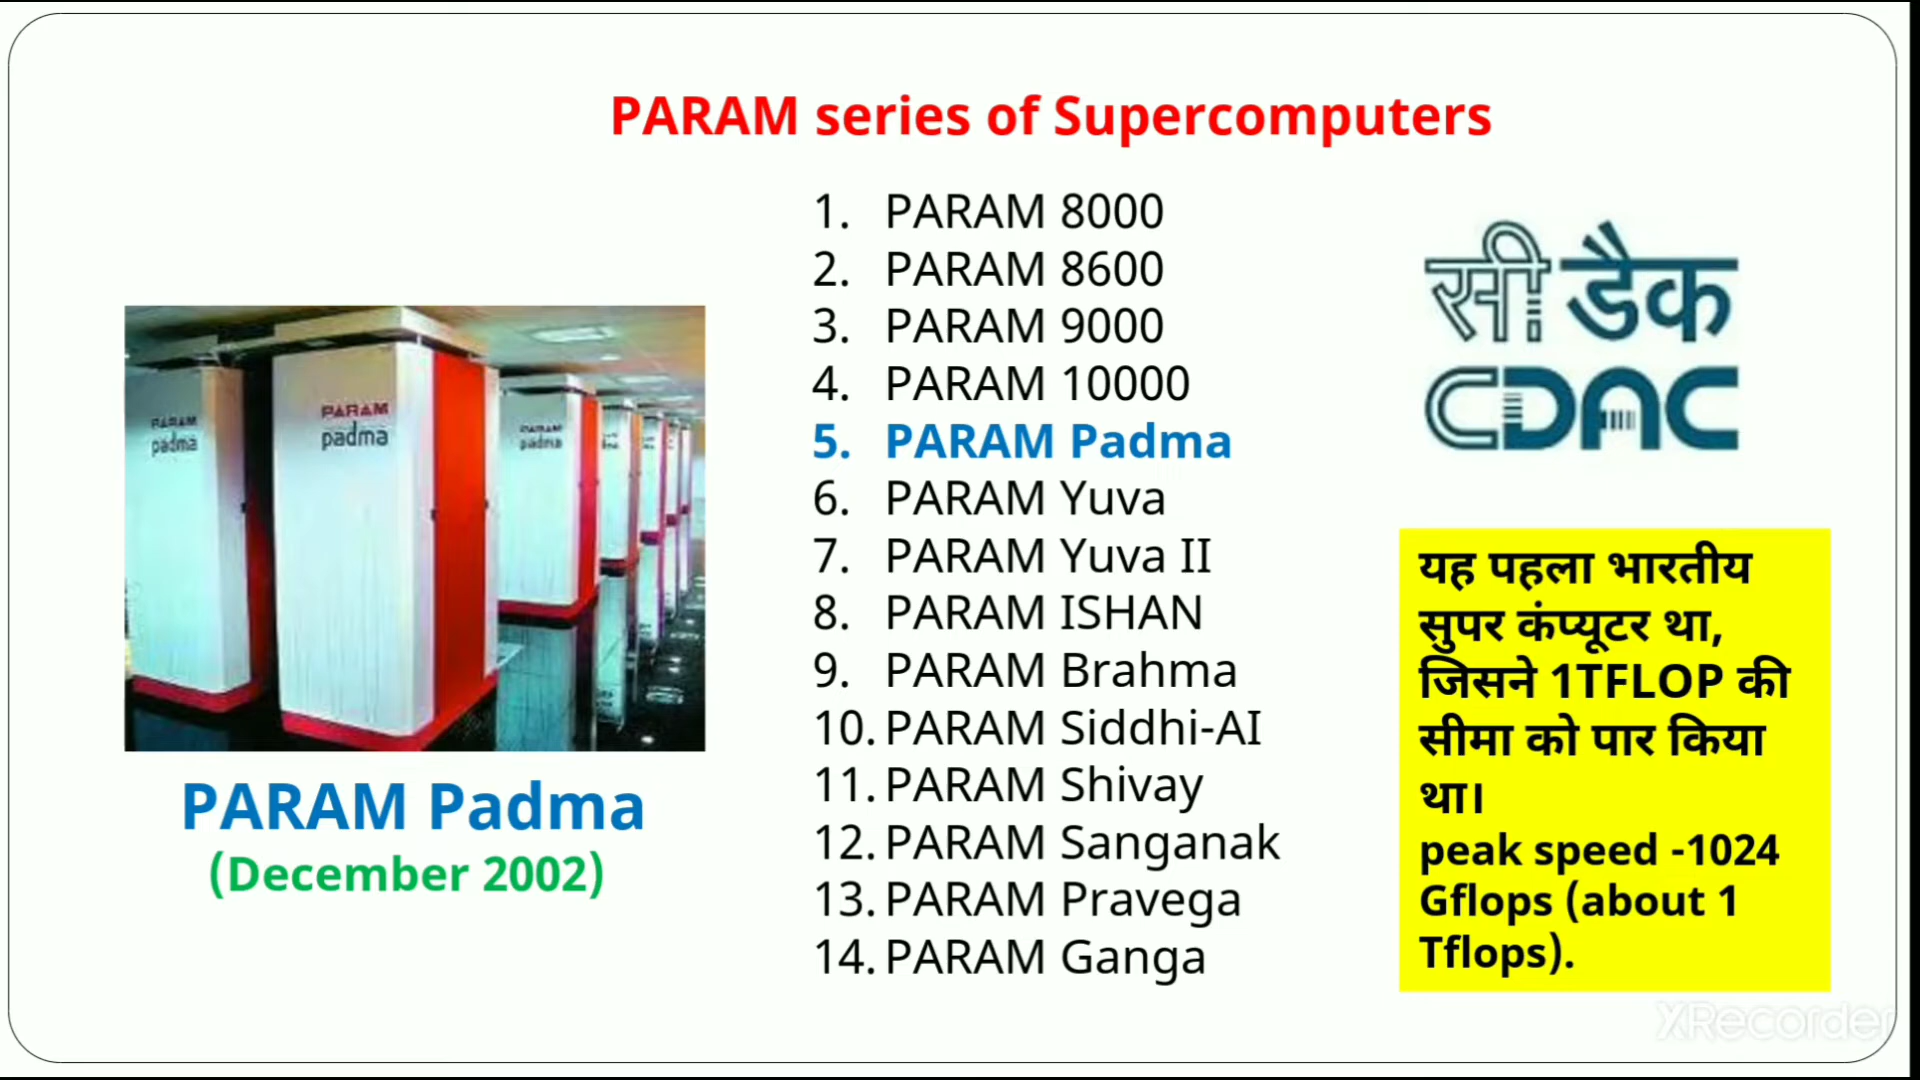 PARAM series of Supercomputers
1. PARAM 8000
2. PARAM 8600
3. PARAM 9000
4. PARAM 10000
5. PARAM Padma
6. PARAM Yuva
7. PARAM Yuva II
8. PARAM ISHAN
9. PARAM Brahma
10. PARAM Siddhi-AI
11. PARAM Shivay
12. PARAM Sanganak
13. PARAM Pravega
14. PARAM Ganga
PARAM
padma
PARAM
padma
PARAM
padma
PARAM Padma
(December 2002)
सी डैक
CDAC
यह पहला भारतीय
सुपर कंप्यूटर था,
जिसने 1TFLOP की
सीमा को पार किया
था।
peak speed -1024
Gflops (about 1
Tflops).
XRecorder